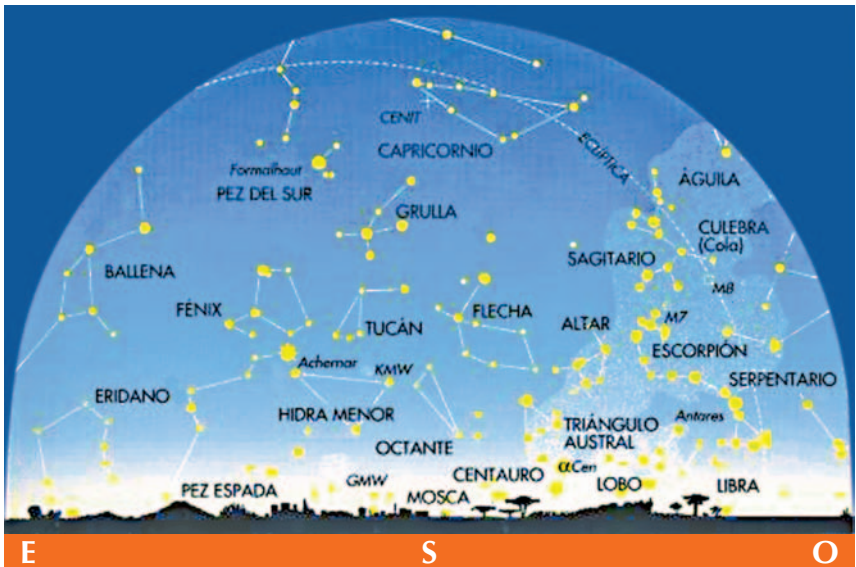 CENIT
CAPRICORNIO
ECLÍPTICA
Formalhaut
PEZ DEL SUR
ÁGUILA
GRULLA
CULEBRA
(Cola)
BALLENA
SAGITARIO
M8
FÉNIX
TUCÁN
FLECHA
ALTAR
M7
ESCORPIÓN
Achernar
KMW
SERPENTARIO
ERIDANO
HIDRA MENOR
OCTANTE
TRIÁNGULO
AUSTRAL
Antares
PEZ ESPADA
GMW
MOSCA
CENTAURO
αCen
LOBO
LIBRA
E
S
O